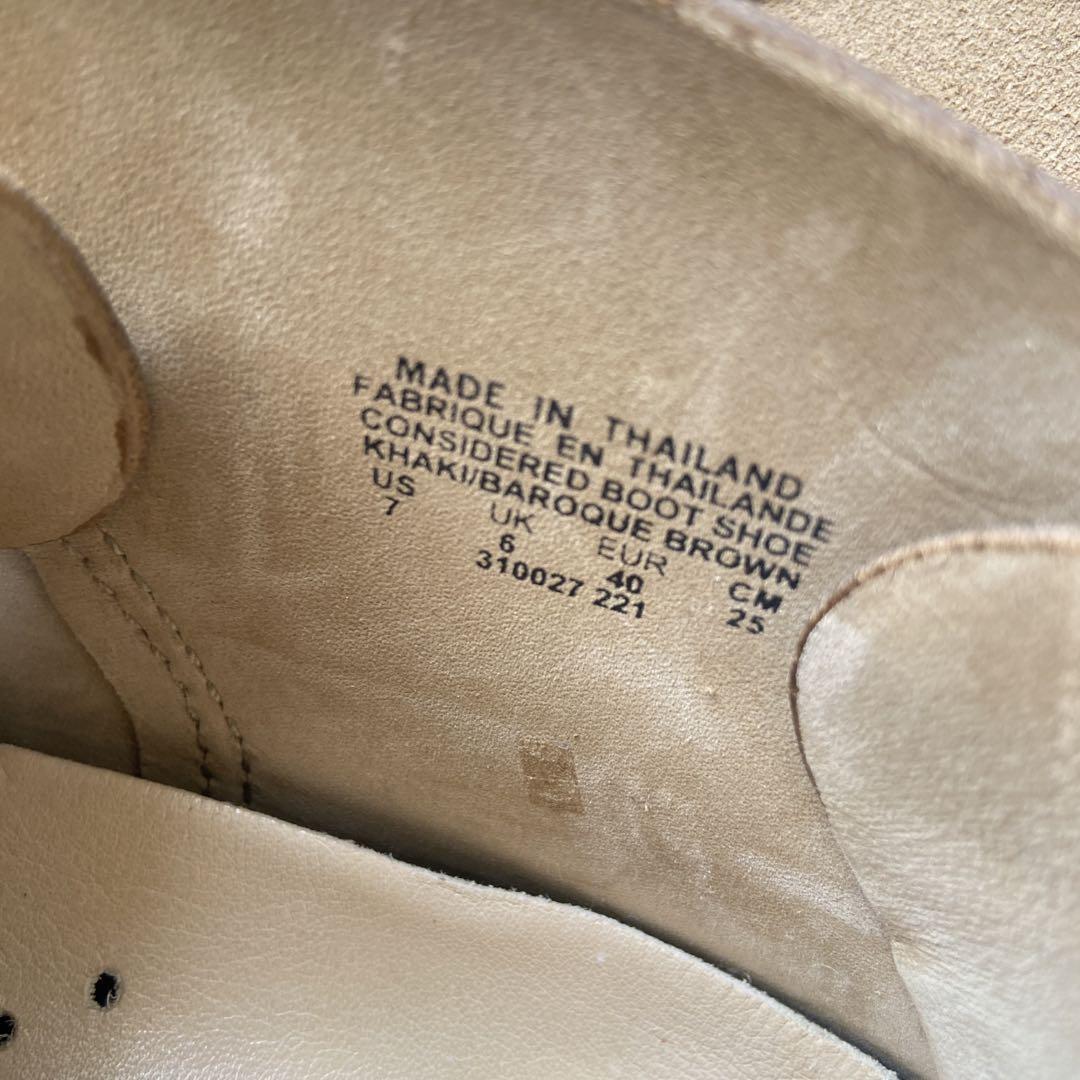 MADE IN THAILAND
FABRIQUE EN THAILANDE
CONSIDERED BOOT SHOE
KHAKI/BAROQUE BROWN
US UK EUR CM
7 6 40 25
310027 221